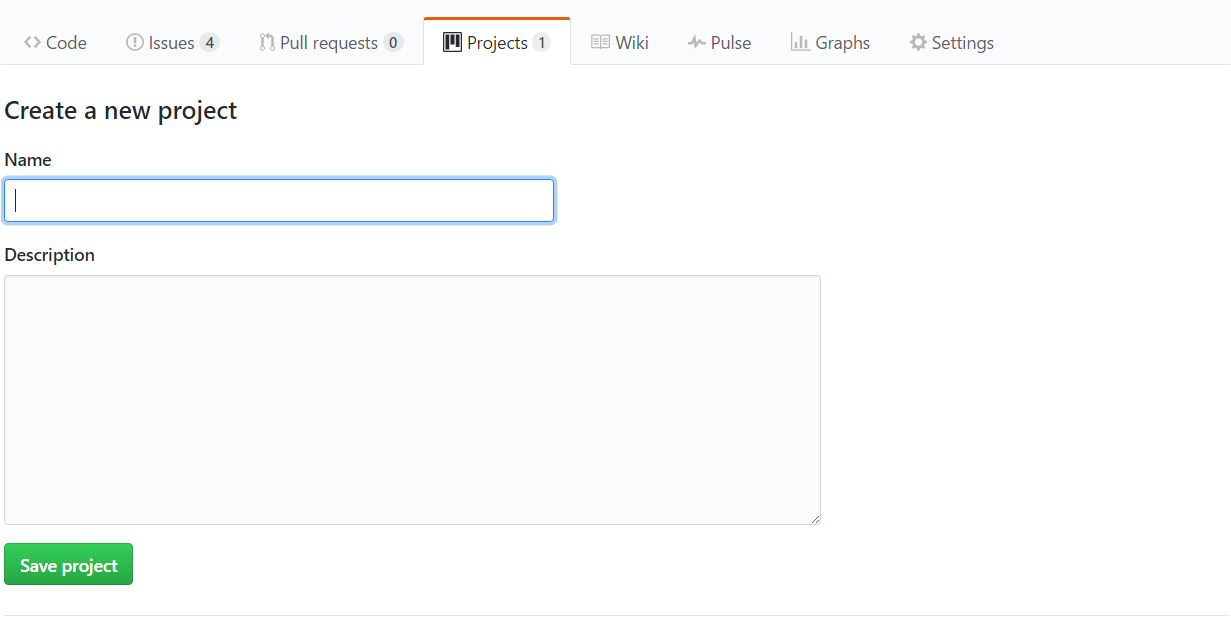 Code Issues 4 Pull requests 0 Projects 1 Wiki Pulse Graphs Settings
Create a new project
Name
Description
Save project